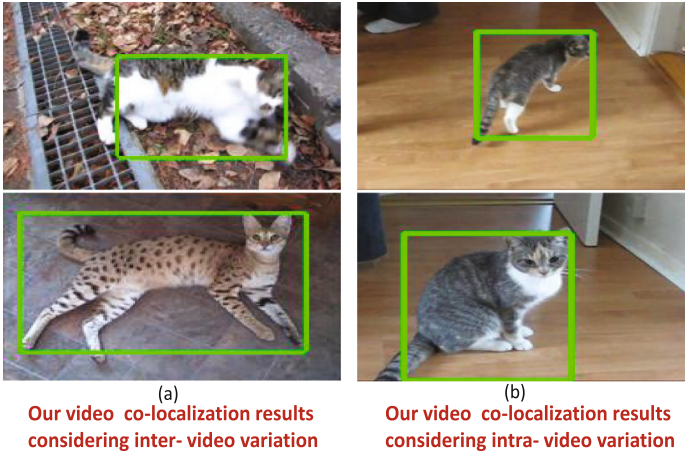 (a)
Our video co-localization results
considering inter- video variation
(b)
Our video co-localization results
considering intra- video variation